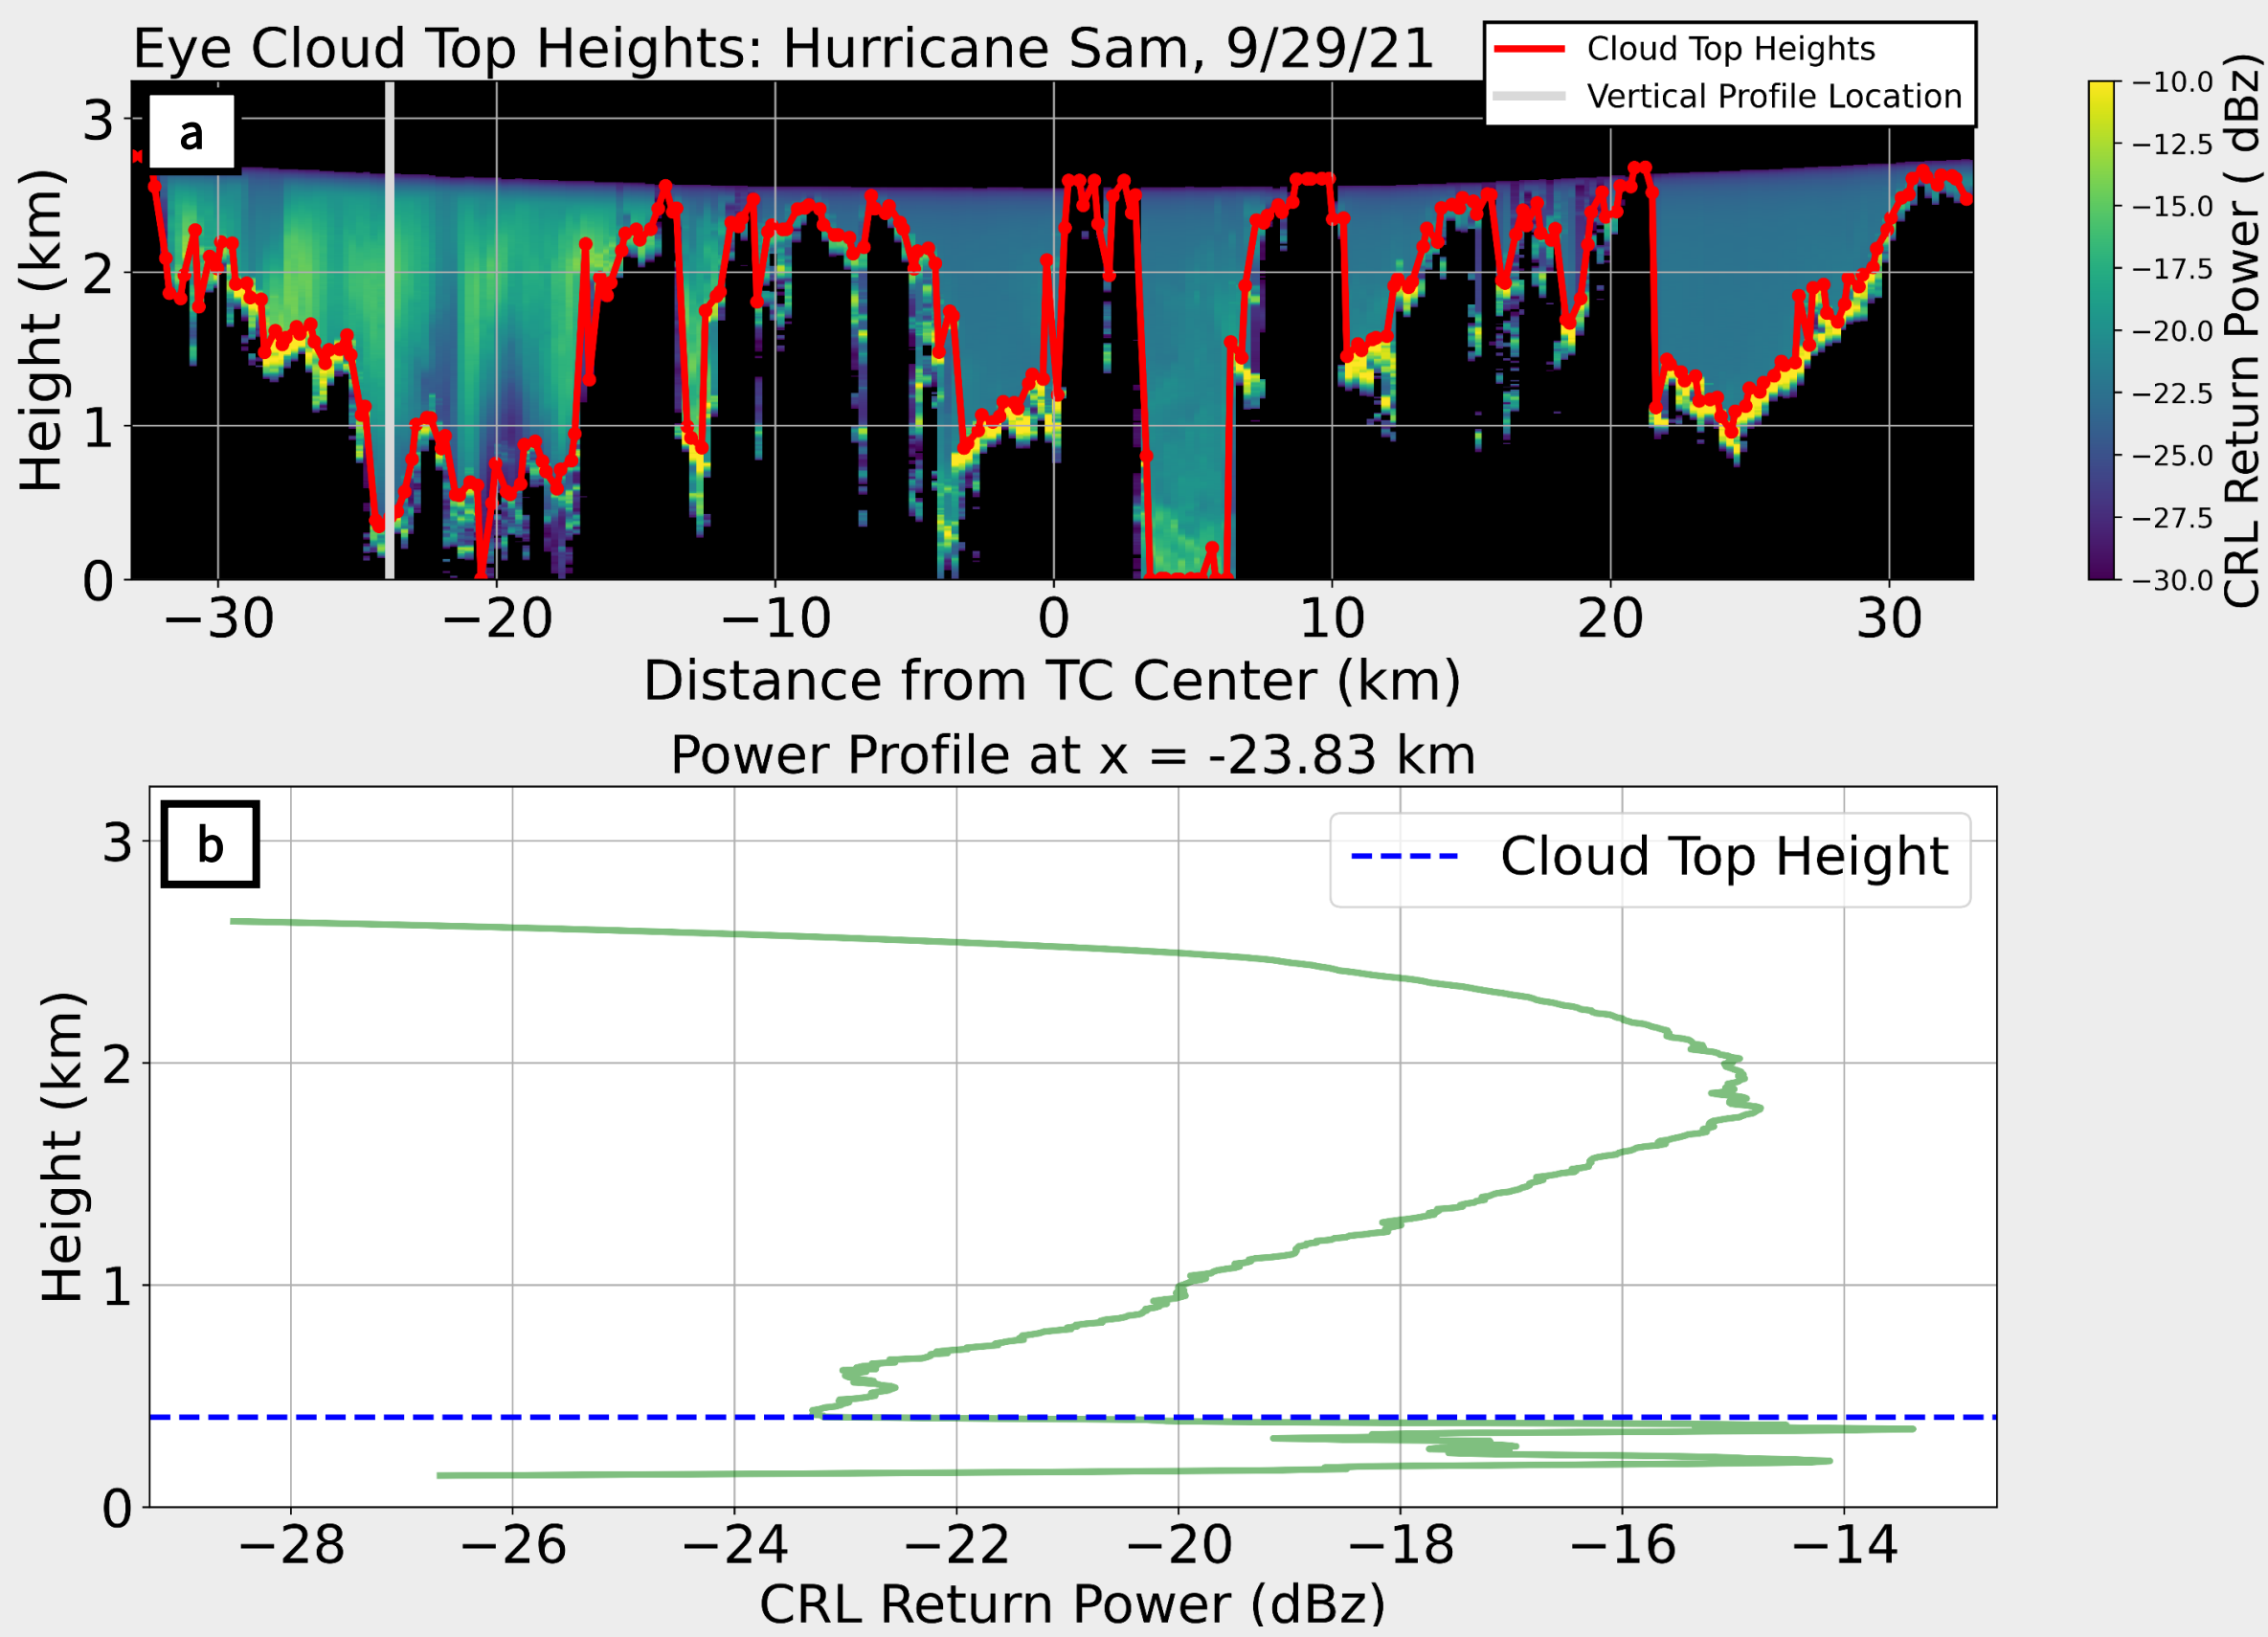 Eye Cloud Top Heights: Hurricane Sam, 9/29/21
Cloud Top Heights
Vertical Profile Location
a
Height (km)
3
2
1
0
−30 −20 −10 0 10 20 30
Distance from TC Center (km)
−10.0
−12.5
−15.0
−17.5
−20.0
−22.5
−25.0
−27.5
−30.0
CRL Return Power ( dBz)
Power Profile at x = -23.83 km
b
Cloud Top Height
Height (km)
3
2
1
0
−28 −26 −24 −22 −20 −18 −16 −14
CRL Return Power (dBz)